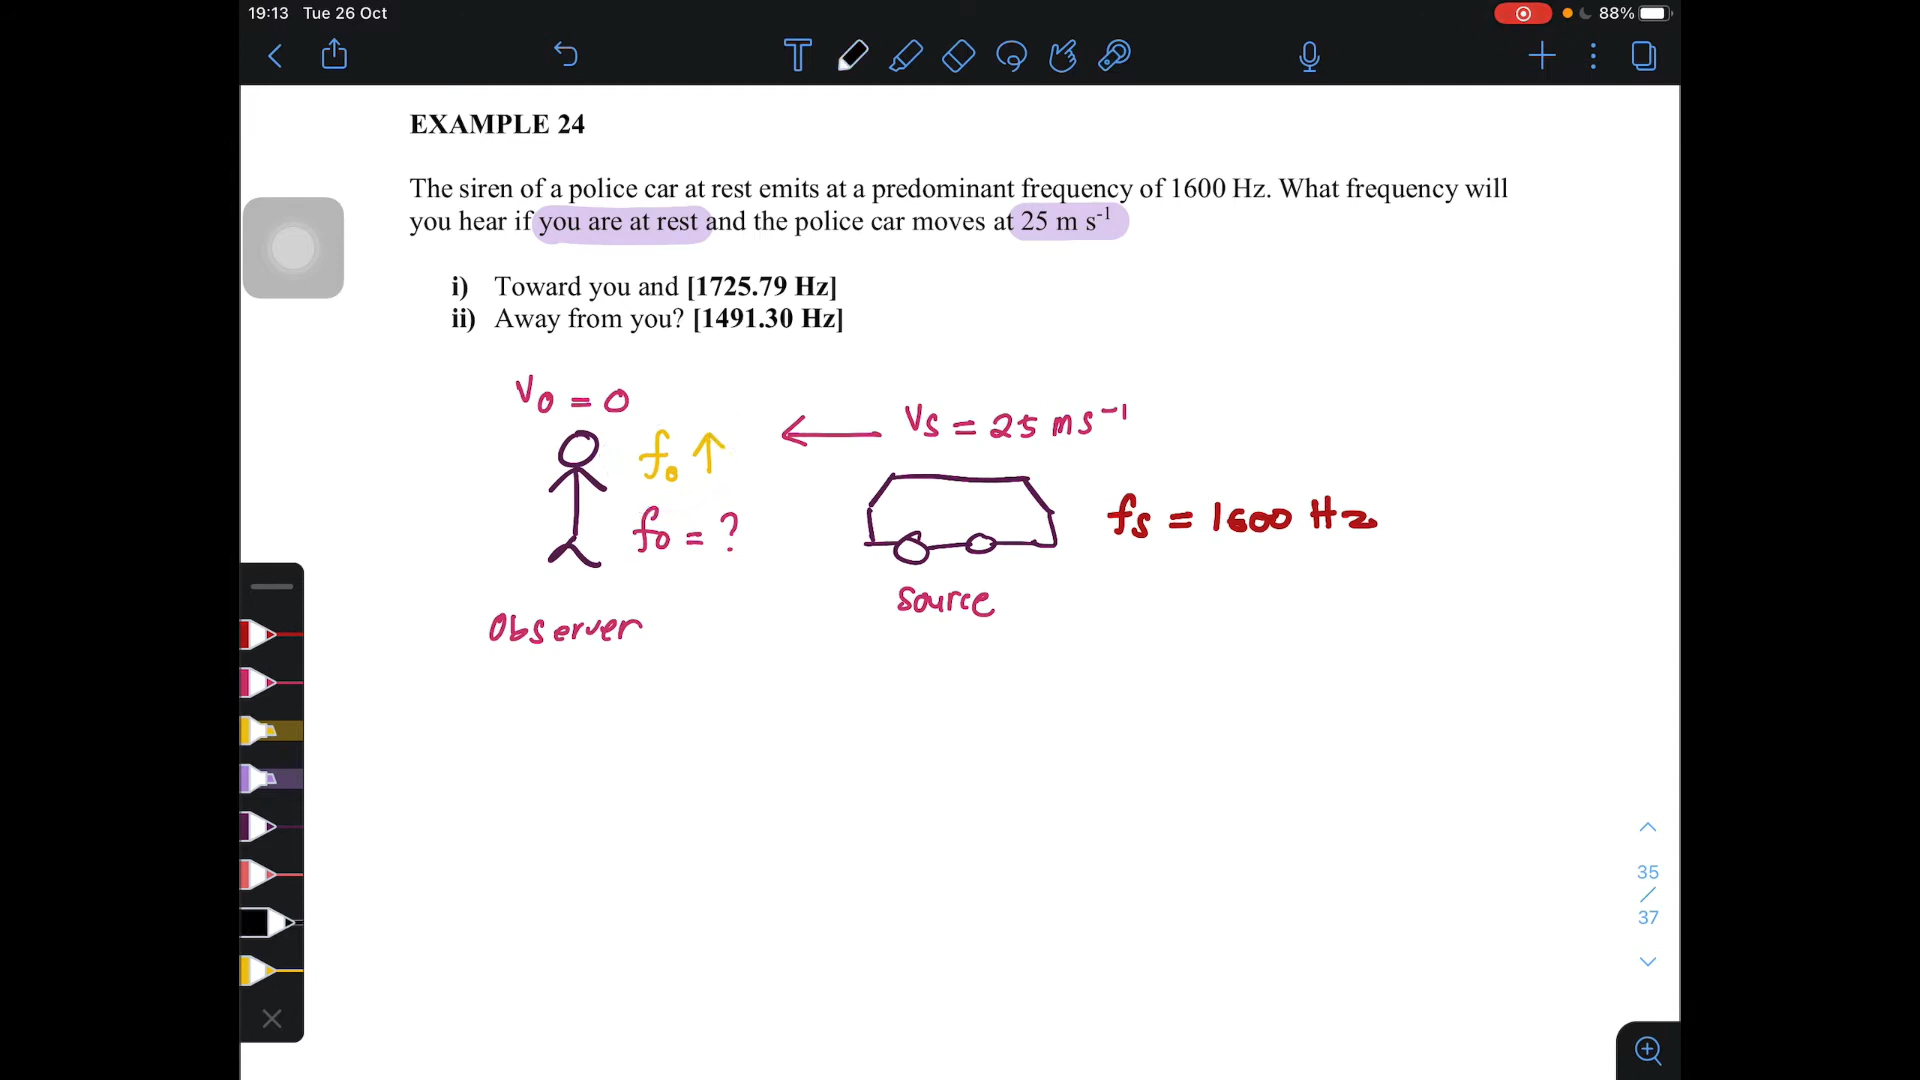 19:13 Tue 26 Oct
88%
EXAMPLE 24
The siren of a police car at rest emits at a predominant frequency of 1600 Hz. What frequency will
you hear if you are at rest and the police car moves at 25 m s⁻¹
i) Toward you and [1725.79 Hz]
ii) Away from you? [1491.30 Hz]
Vo = 0
Vs = 25 ms⁻¹
fo ↑
fo = ?
fs = 1600 Hz
Source
Observer
35
/
37